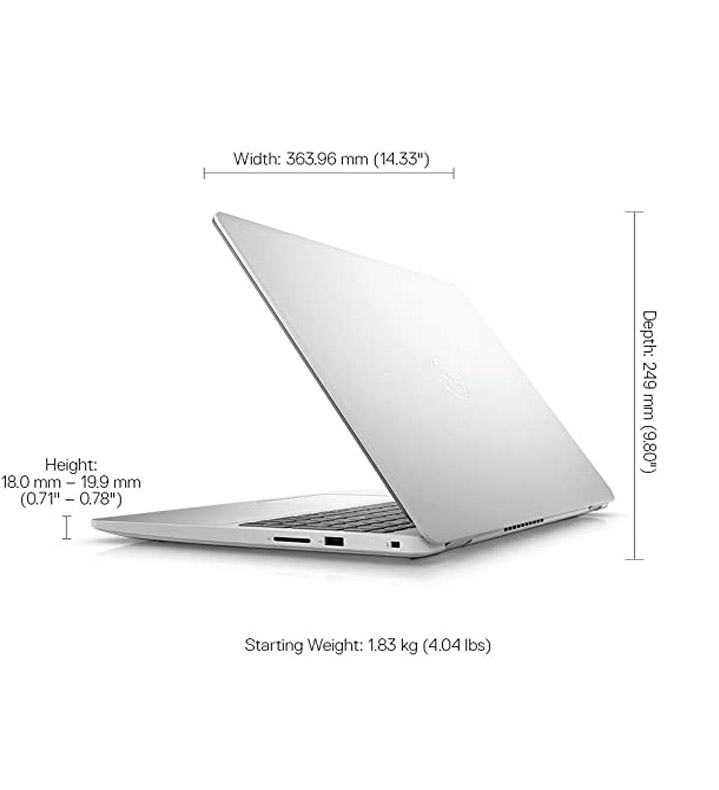 Width: 363.96 mm (14.33")
Depth: 249 mm (9.80")
Height:
18.0 mm – 19.9 mm
(0.71" – 0.78")
Starting Weight: 1.83 kg (4.04 lbs)